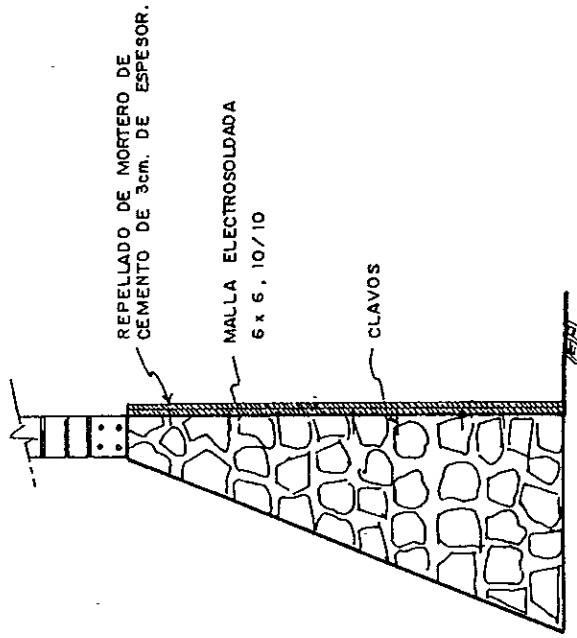 REPELLADO DE MORTERO DE
CEMENTO DE 3cm. DE ESPESOR.
MALLA ELECTROSOLDADA
6 x 6, 10/10
CLAVOS